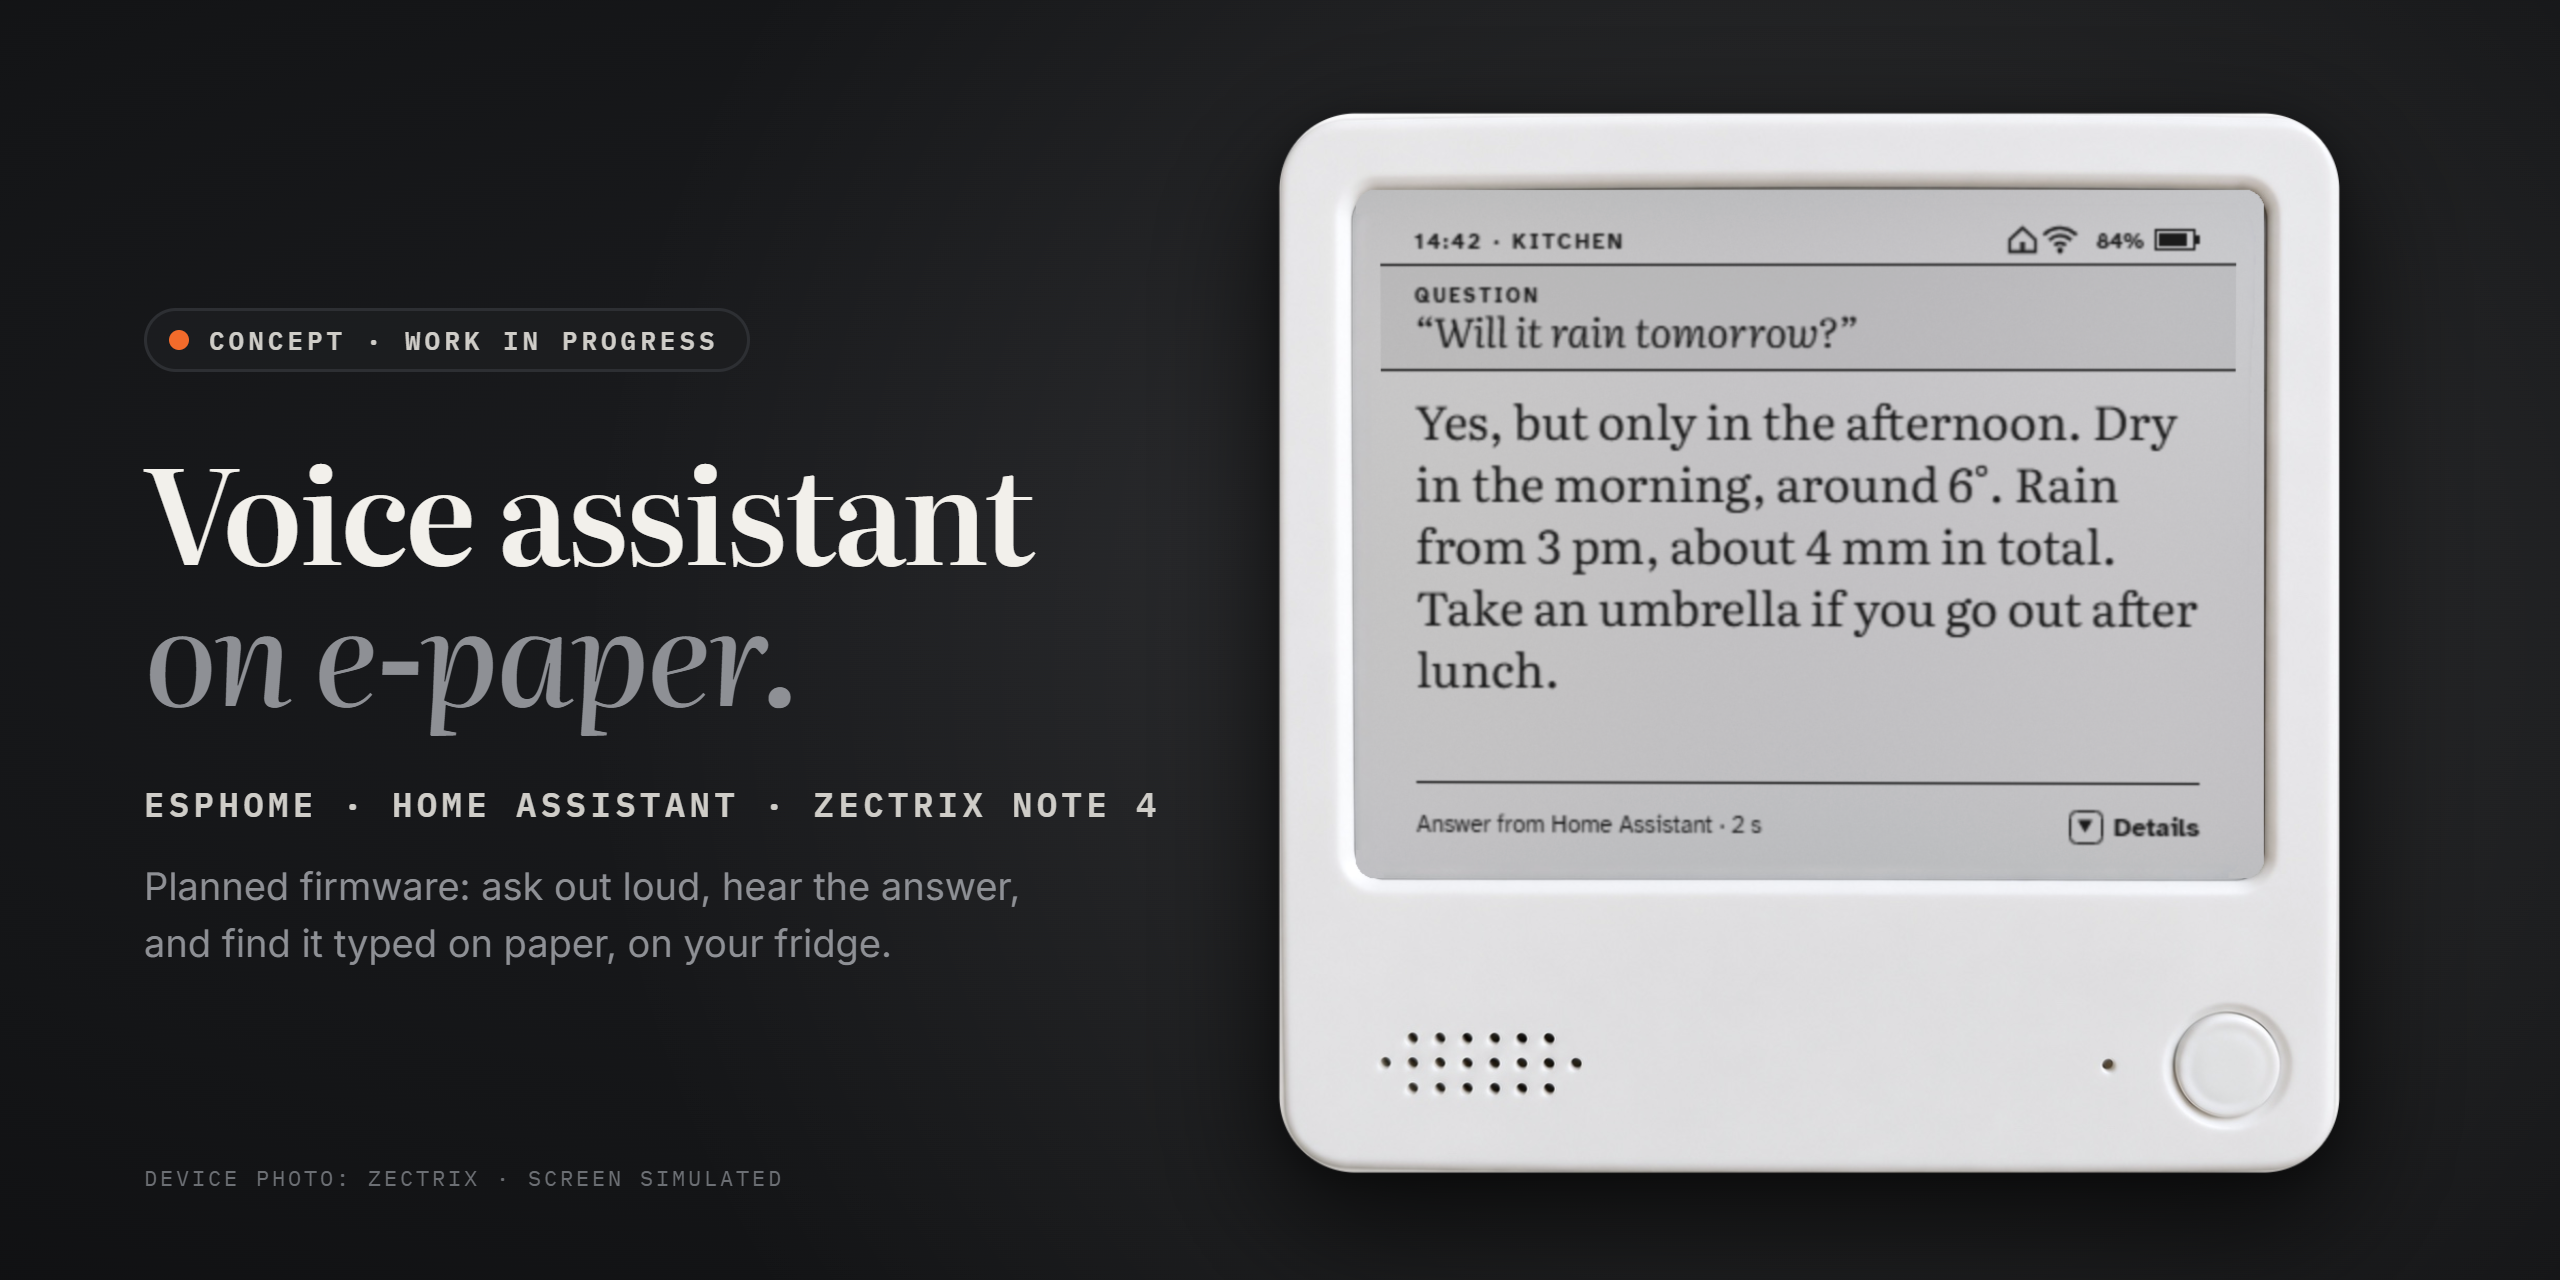 CONCEPT · WORK IN PROGRESS
Voice assistant
on e-paper.
ESPHOME · HOME ASSISTANT · ZECTRIX NOTE 4
Planned firmware: ask out loud, hear the answer,
and find it typed on paper, on your fridge.
DEVICE PHOTO: ZECTRIX · SCREEN SIMULATED
14:42 · KITCHEN
84%
QUESTION
“Will it rain tomorrow?”
Yes, but only in the afternoon. Dry
in the morning, around 6°. Rain
from 3 pm, about 4 mm in total.
Take an umbrella if you go out after
lunch.
Answer from Home Assistant · 2 s
Details